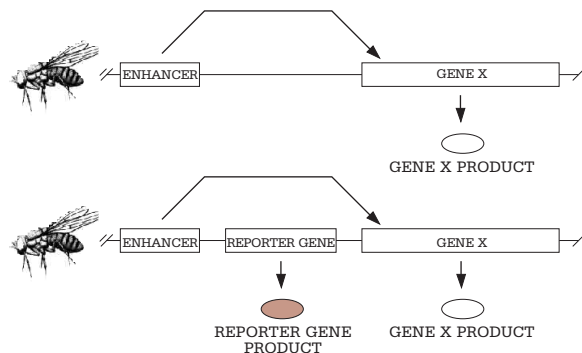 ENHANCER
GENE X
GENE X PRODUCT
ENHANCER
REPORTER GENE
GENE X
REPORTER GENE
PRODUCT
GENE X PRODUCT